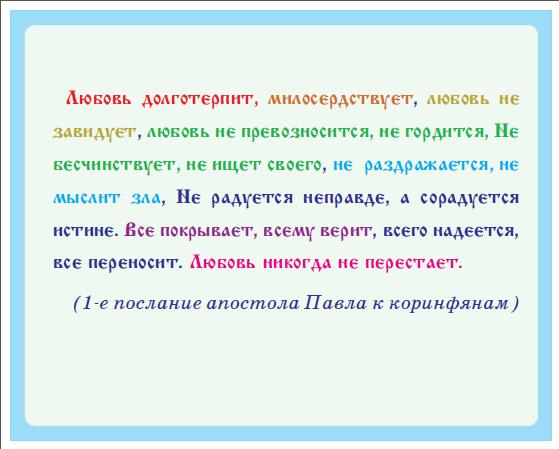 Любовь долготерпит, милосердствует, любовь не
завидует, любовь не превозносится, не гордится, Не
бесчинствует, не ищет своего, не раздражается, не
мыслит зла, Не радуется неправде, а сорадуется
истине. Все покрывает, всему верит, всего надеется,
все переносит. Любовь никогда не перестает.
(1-е послание апостола Павла к коринфянам)